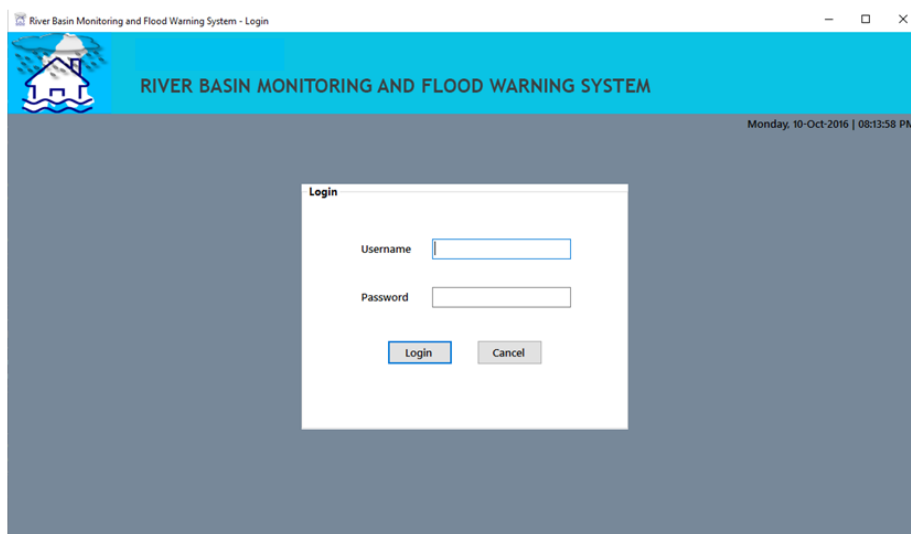 River Basin Monitoring and Flood Warning System - Login
RIVER BASIN MONITORING AND FLOOD WARNING SYSTEM
Monday, 10-Oct-2016 | 08:13:58 PM
Login
Username
Password
Login Cancel